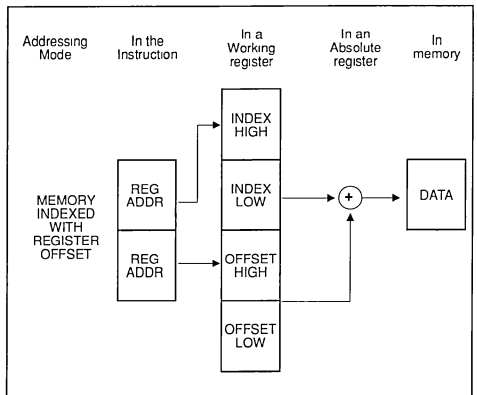 Addressing
Mode
In the
Instruction
In a
Working
register
In an
Absolute
register
In
memory
MEMORY
INDEXED
WITH
REGISTER
OFFSET
REG
ADDR
REG
ADDR
INDEX
HIGH
INDEX
LOW
OFFSET
HIGH
OFFSET
LOW
+
DATA